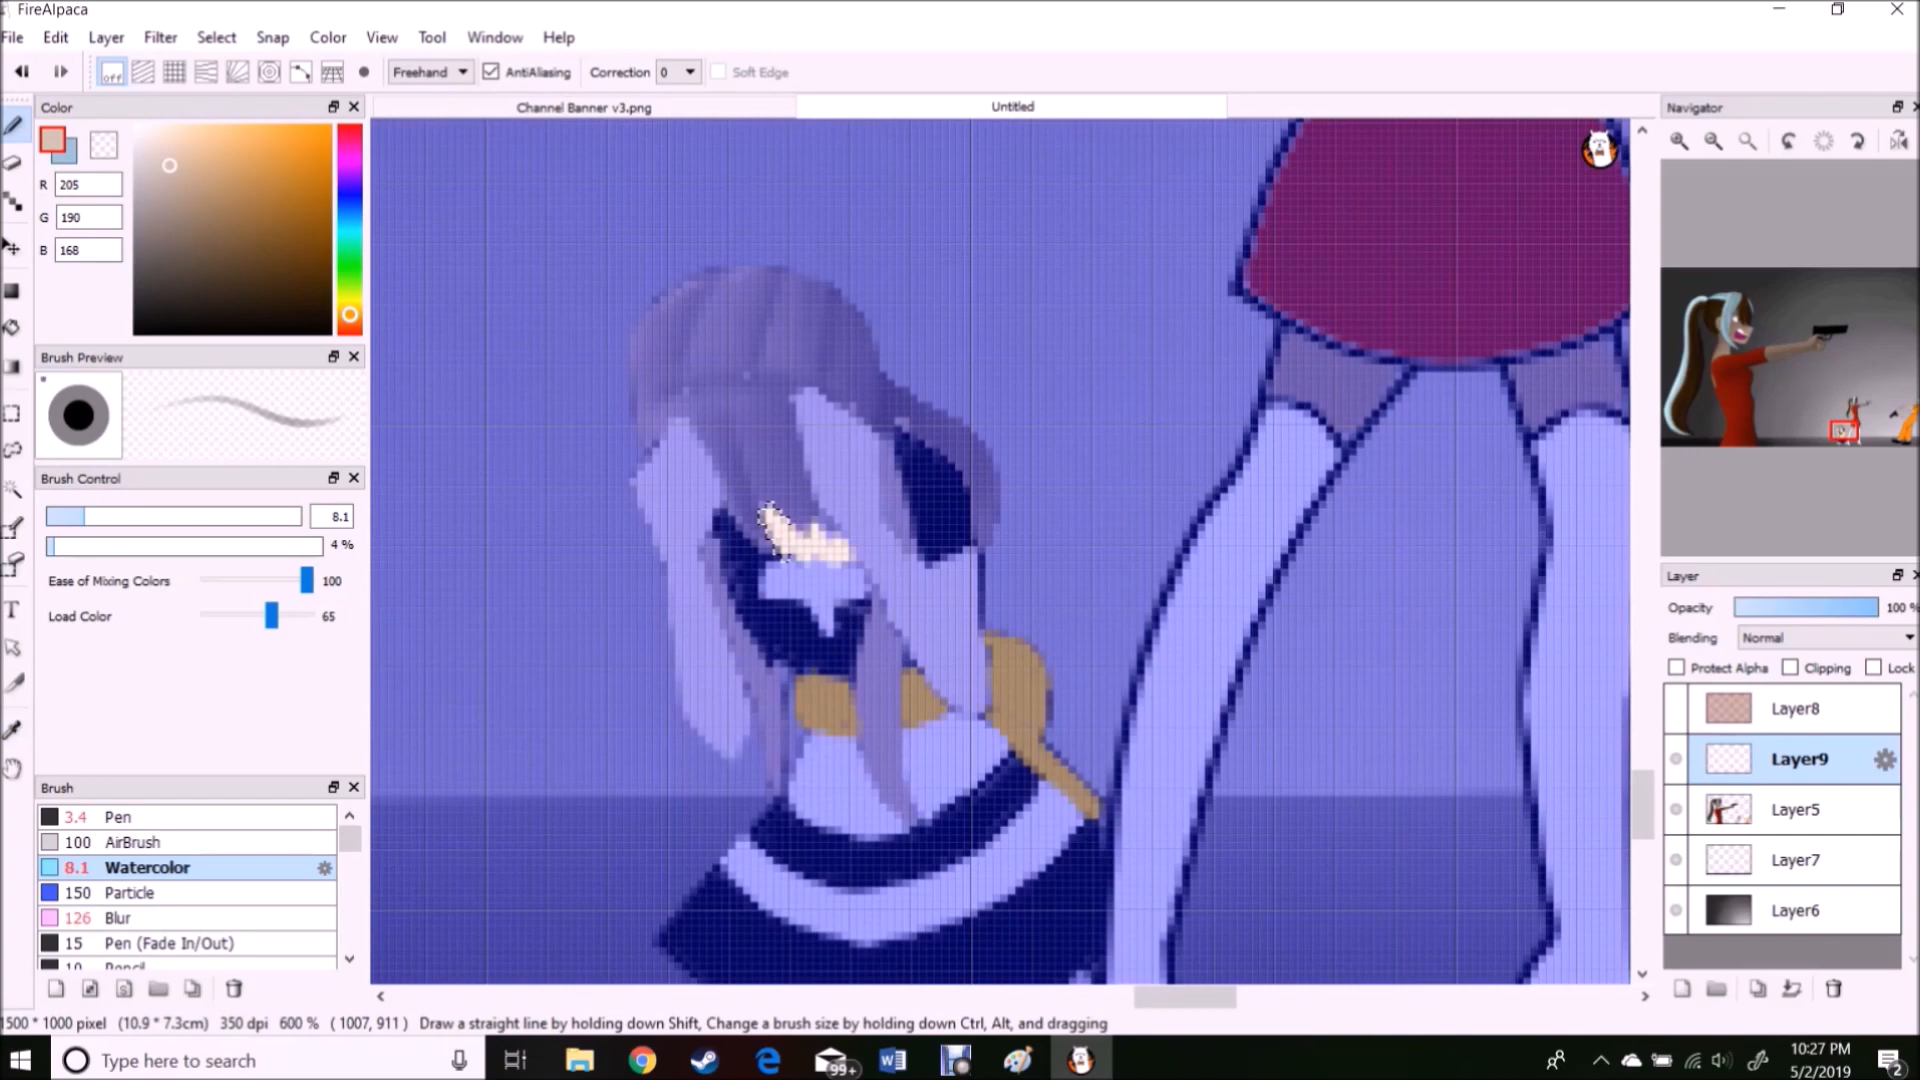 FireAlpaca
File Edit Layer Filter Select Snap Color View Tool Window Help
off Freehand AntiAliasing Correction 0 Soft Edge
Color
Channel Banner v3.png
Untitled
Navigator
R 205
G 190
B 168
Brush Preview
Brush Control
8.1
4 %
Ease of Mixing Colors 100
Load Color 65
Layer
Opacity 100 %
Blending Normal
Protect Alpha Clipping Lock
Layer8
Layer9
Layer5
Layer7
Layer6
Brush
3.4 Pen
100 AirBrush
8.1 Watercolor
150 Particle
126 Blur
15 Pen (Fade In/Out)
10 Pencil
1500 * 1000 pixel (10.9 * 7.3cm) 350 dpi 600 % ( 1007, 911 ) Draw a straight line by holding down Shift, Change a brush size by holding down Ctrl, Alt, and dragging
Type here to search
99+
10:27 PM
5/2/2019
2